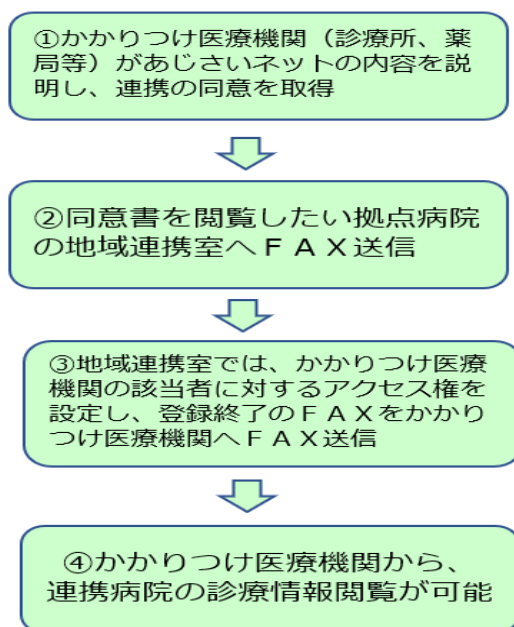 ①かかりつけ医療機関（診療所、薬
局等）があじさいネットの内容を説
明し、連携の同意を取得
②同意書を閲覧したい拠点病院
の地域連携室へＦＡＸ送信
③地域連携室では、かかりつけ医療
機関の該当者に対するアクセス権を
設定し、登録終了のＦＡＸをかかり
つけ医療機関へＦＡＸ送信
④かかりつけ医療機関から、
連携病院の診療情報閲覧が可能